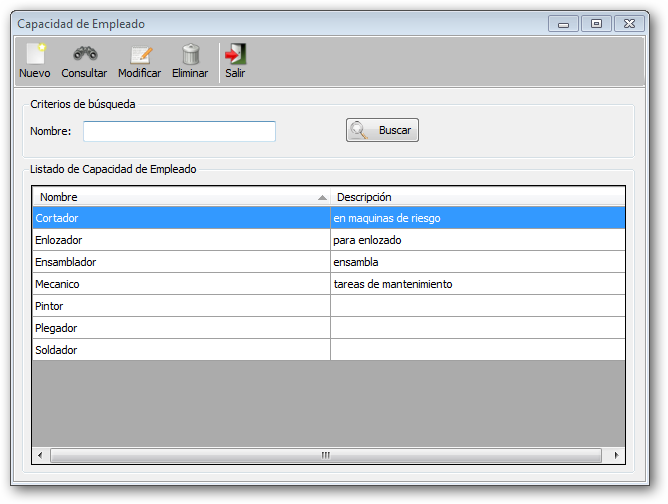 Capacidad de Empleado
Nuevo Consultar Modificar Eliminar Salir
Criterios de búsqueda
Nombre: Buscar
Listado de Capacidad de Empleado
Nombre Descripción
Cortador en maquinas de riesgo
Enlozador para enlozado
Ensamblador ensambla
Mecanico tareas de mantenimiento
Pintor
Plegador
Soldador